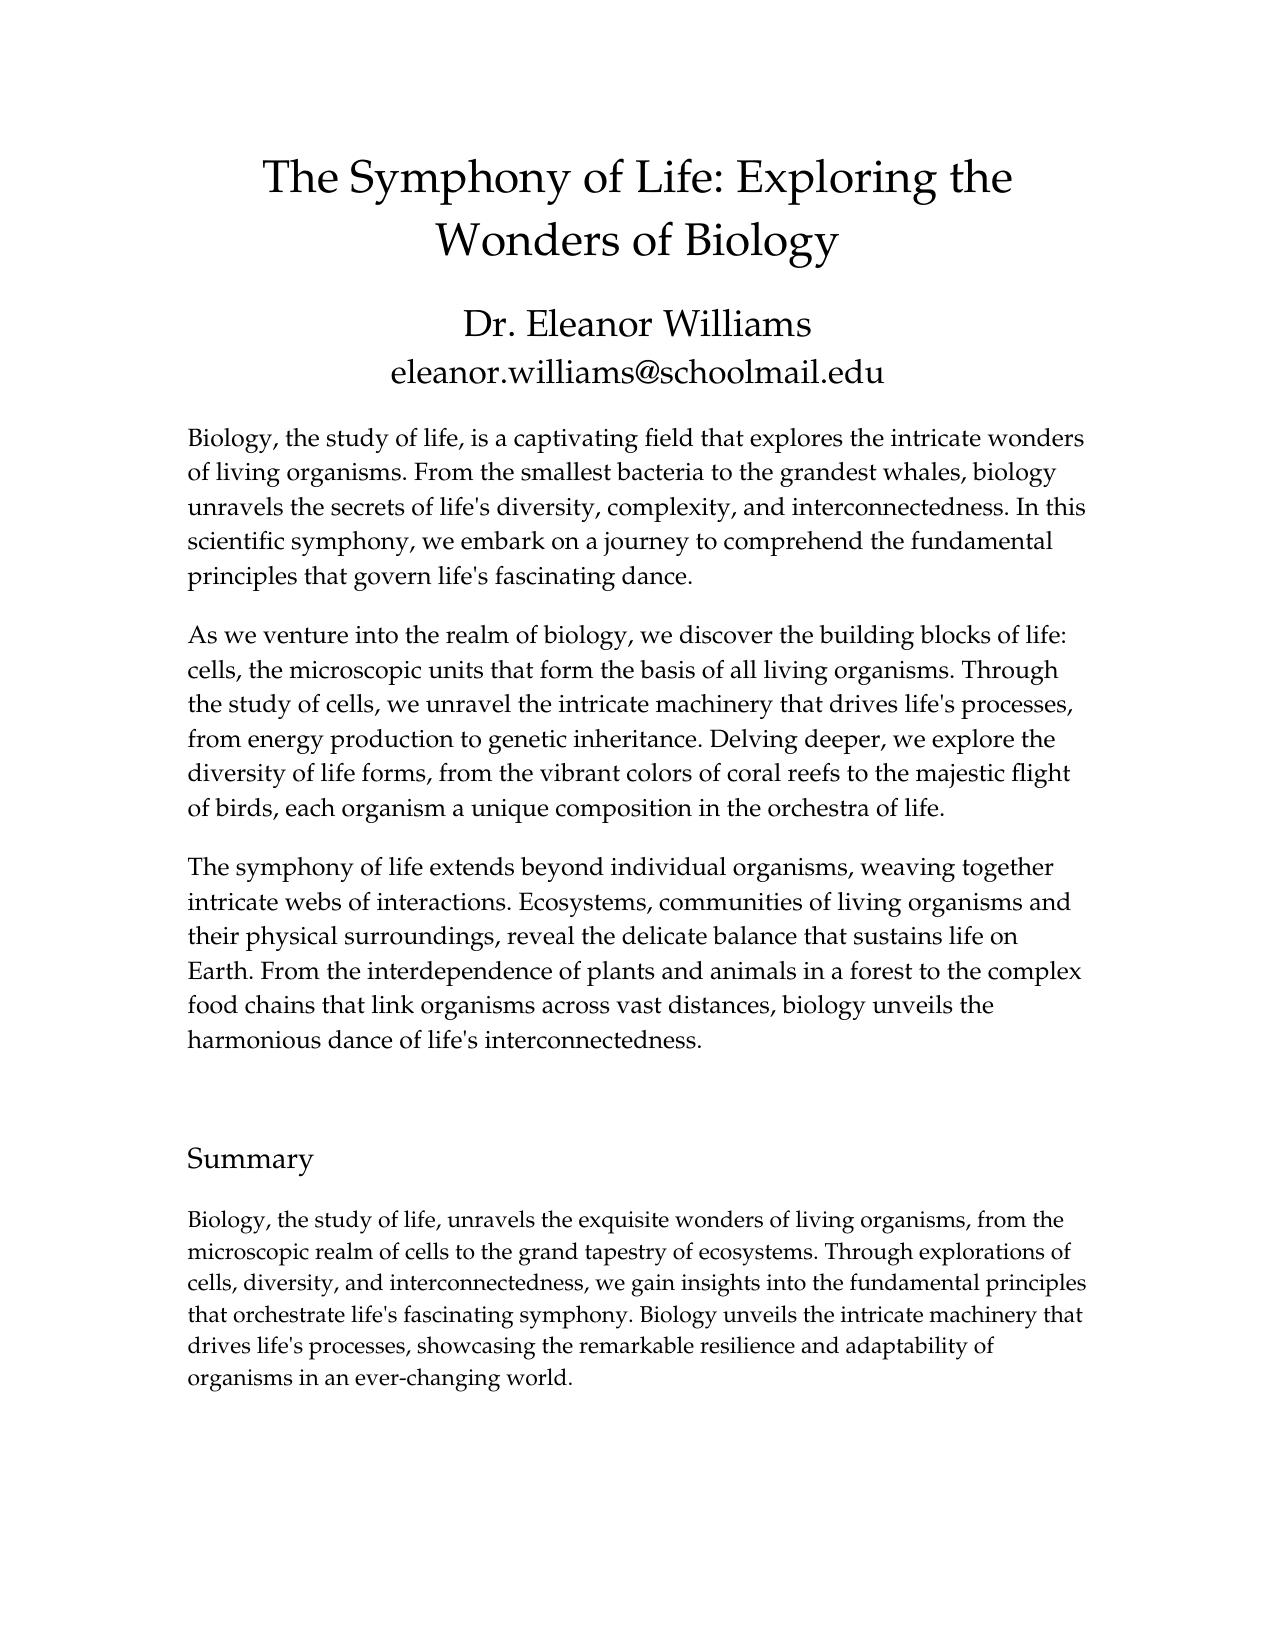 The Symphony of Life: Exploring the
Wonders of Biology
Dr. Eleanor Williams
eleanor.williams@schoolmail.edu
Biology, the study of life, is a captivating field that explores the intricate wonders
of living organisms. From the smallest bacteria to the grandest whales, biology
unravels the secrets of life's diversity, complexity, and interconnectedness. In this
scientific symphony, we embark on a journey to comprehend the fundamental
principles that govern life's fascinating dance.
As we venture into the realm of biology, we discover the building blocks of life:
cells, the microscopic units that form the basis of all living organisms. Through
the study of cells, we unravel the intricate machinery that drives life's processes,
from energy production to genetic inheritance. Delving deeper, we explore the
diversity of life forms, from the vibrant colors of coral reefs to the majestic flight
of birds, each organism a unique composition in the orchestra of life.
The symphony of life extends beyond individual organisms, weaving together
intricate webs of interactions. Ecosystems, communities of living organisms and
their physical surroundings, reveal the delicate balance that sustains life on
Earth. From the interdependence of plants and animals in a forest to the complex
food chains that link organisms across vast distances, biology unveils the
harmonious dance of life's interconnectedness.
Summary
Biology, the study of life, unravels the exquisite wonders of living organisms, from the
microscopic realm of cells to the grand tapestry of ecosystems. Through explorations of
cells, diversity, and interconnectedness, we gain insights into the fundamental principles
that orchestrate life's fascinating symphony. Biology unveils the intricate machinery that
drives life's processes, showcasing the remarkable resilience and adaptability of
organisms in an ever-changing world.